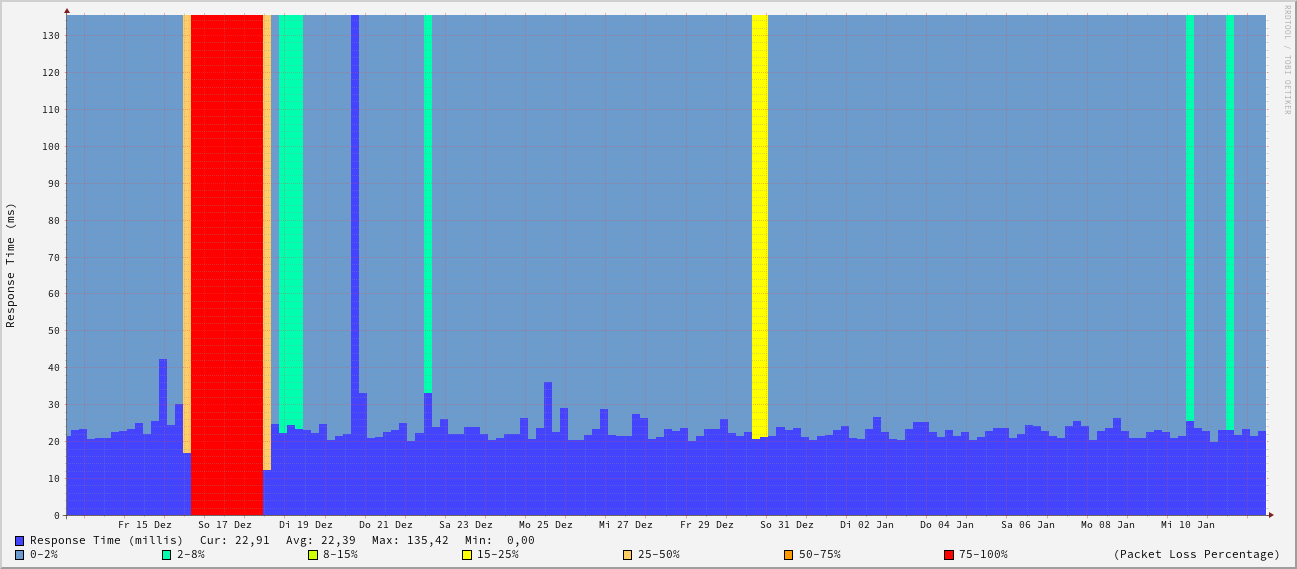 RRDTOOL / TOBI OETIKER
Response Time (ms)
130
120
110
100
90
80
70
60
50
40
30
20
10
0
Fr 15 Dez So 17 Dez Di 19 Dez Do 21 Dez Sa 23 Dez Mo 25 Dez Mi 27 Dez Fr 29 Dez So 31 Dez Di 02 Jan Do 04 Jan Sa 06 Jan Mo 08 Jan Mi 10 Jan
Response Time (millis) Cur: 22,91 Avg: 22,39 Max: 135,42 Min: 0,00
0-2% 2-8% 8-15% 15-25% 25-50% 50-75% 75-100% (Packet Loss Percentage)